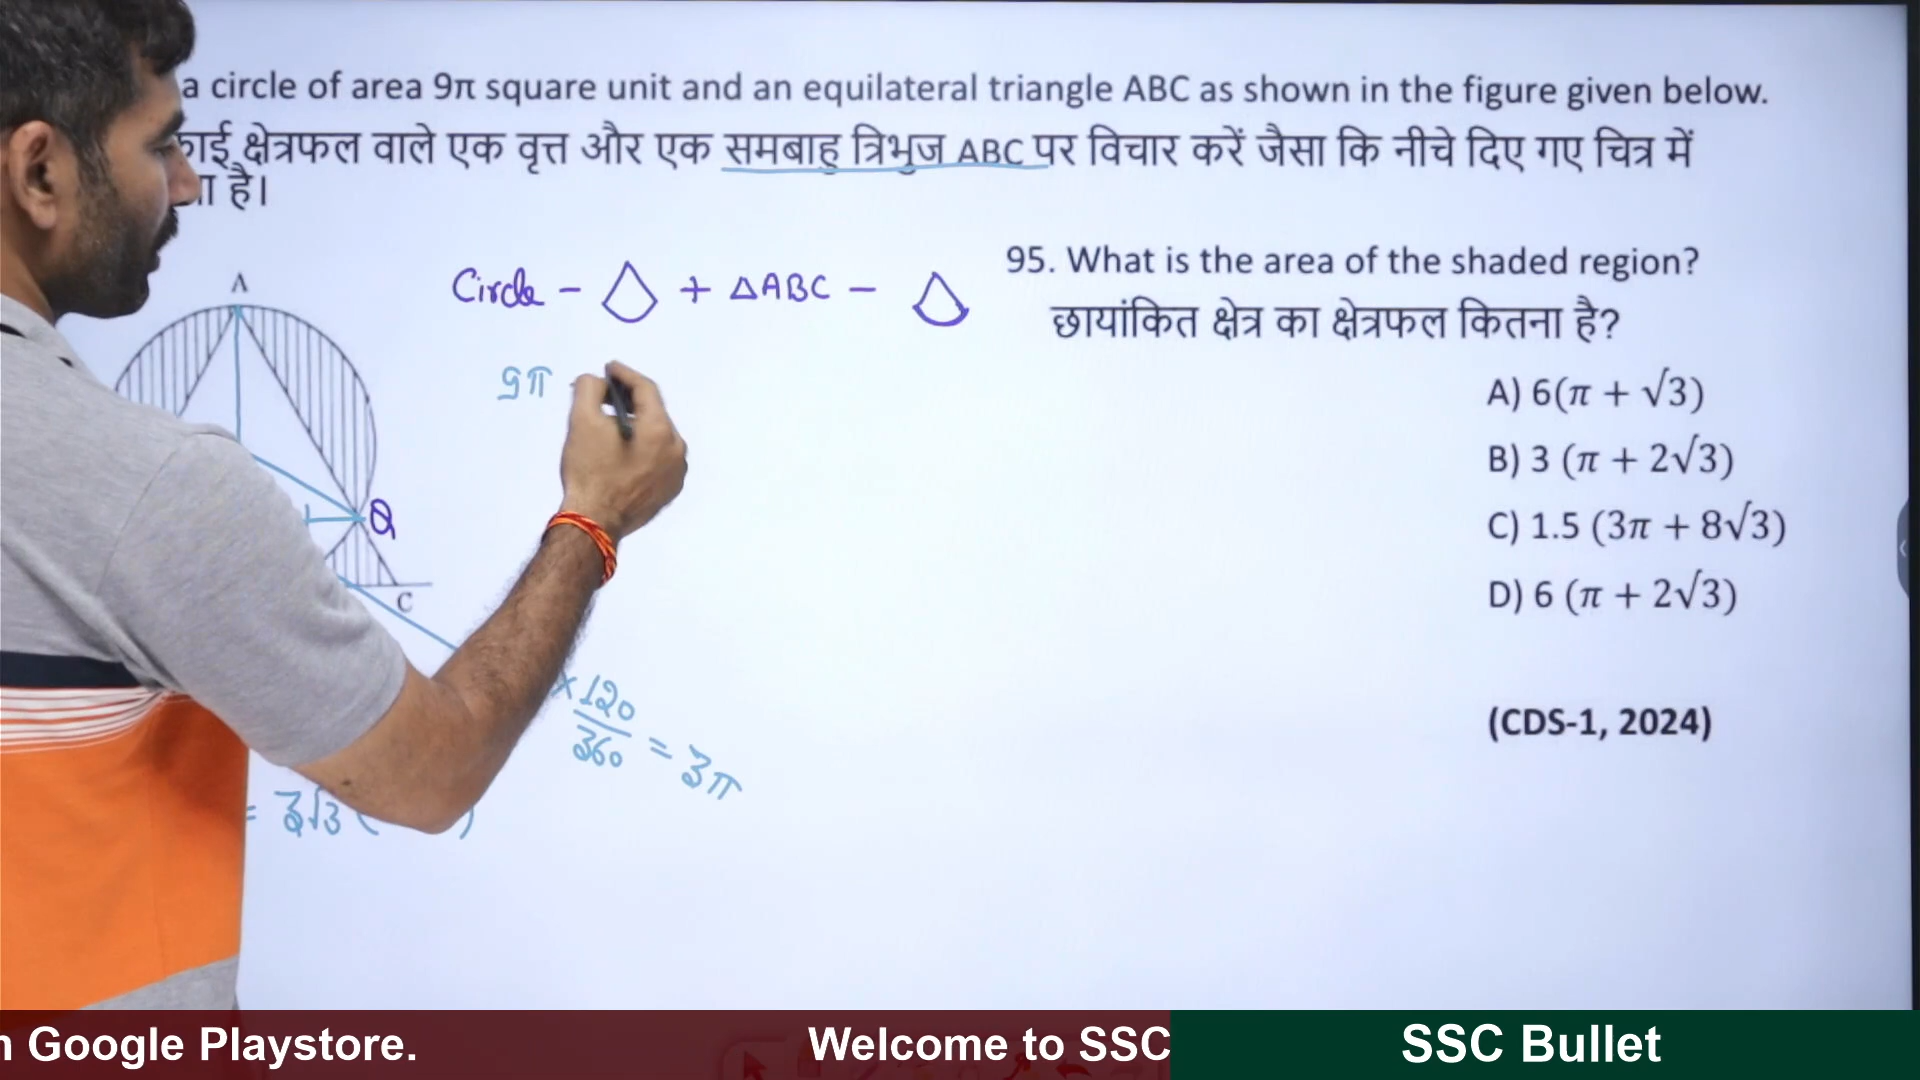 a circle of area 9π square unit and an equilateral triangle ABC as shown in the figure given below.
क्षेत्रफल वाले एक वृत्त और एक समबाहु त्रिभुज ABC पर विचार करें जैसा कि नीचे दिए गए चित्र में
है।
95. What is the area of the shaded region?
छायांकित क्षेत्र का क्षेत्रफल कितना है?
A) 6(π + √3)
B) 3 (π + 2√3)
C) 1.5 (3π + 8√3)
D) 6 (π + 2√3)
(CDS-1, 2024)
A
Circle - + ΔABC -
9π
Q
C
× 120/360 = 3π
= 3√3 ( )
Google Playstore.
Welcome to SSC
SSC Bullet